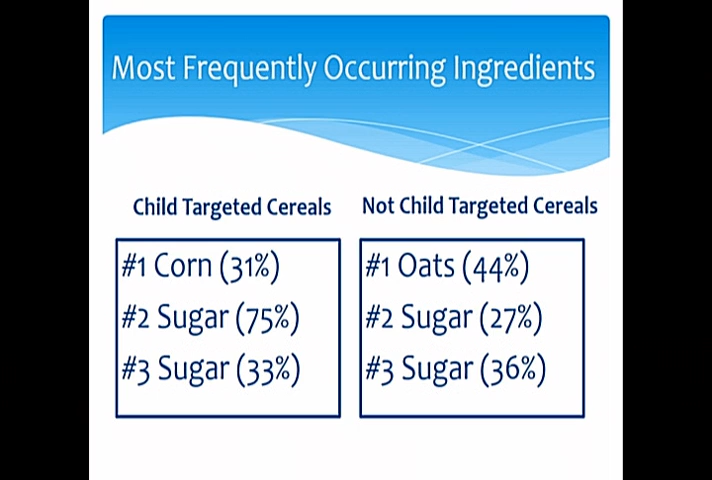 Most Frequently Occurring Ingredients
Child Targeted Cereals
#1 Corn (31%)
#2 Sugar (75%)
#3 Sugar (33%)
Not Child Targeted Cereals
#1 Oats (44%)
#2 Sugar (27%)
#3 Sugar (36%)